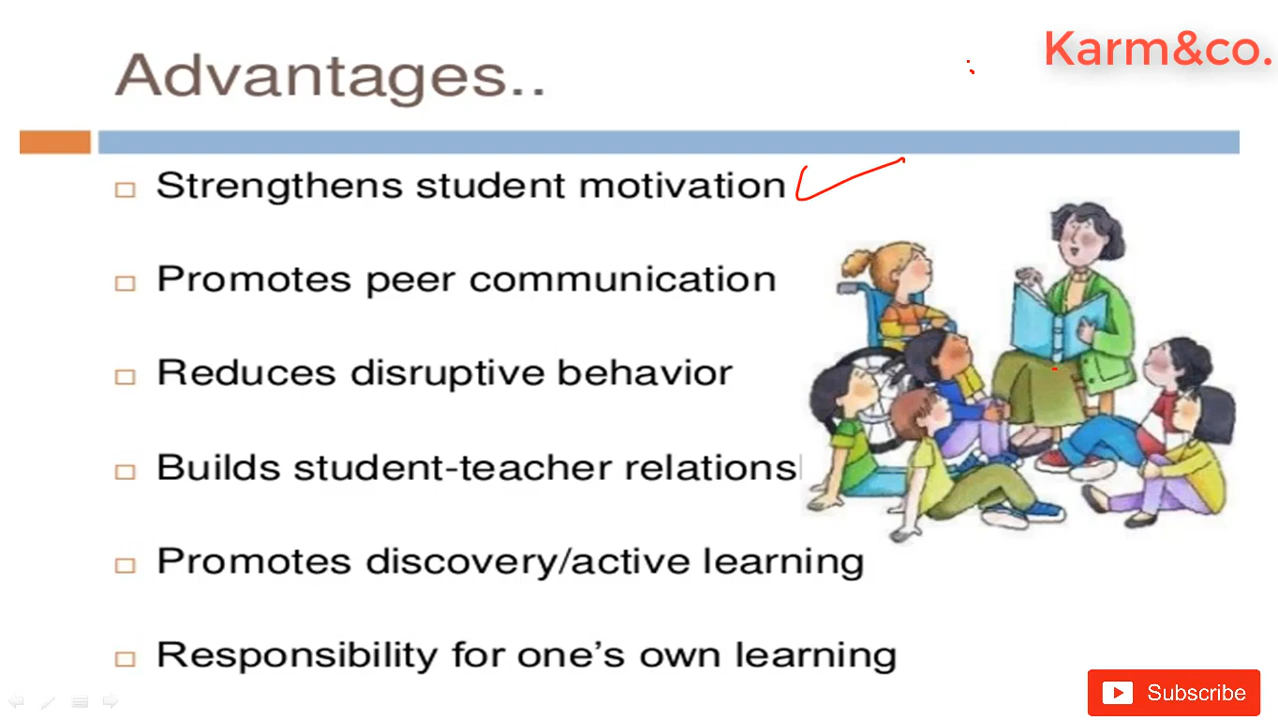 Karm&co.
Advantages..
Strengthens student motivation
Promotes peer communication
Reduces disruptive behavior
Builds student-teacher
Promotes discovery/active learning
Responsibility for one's own learning
Subscribe